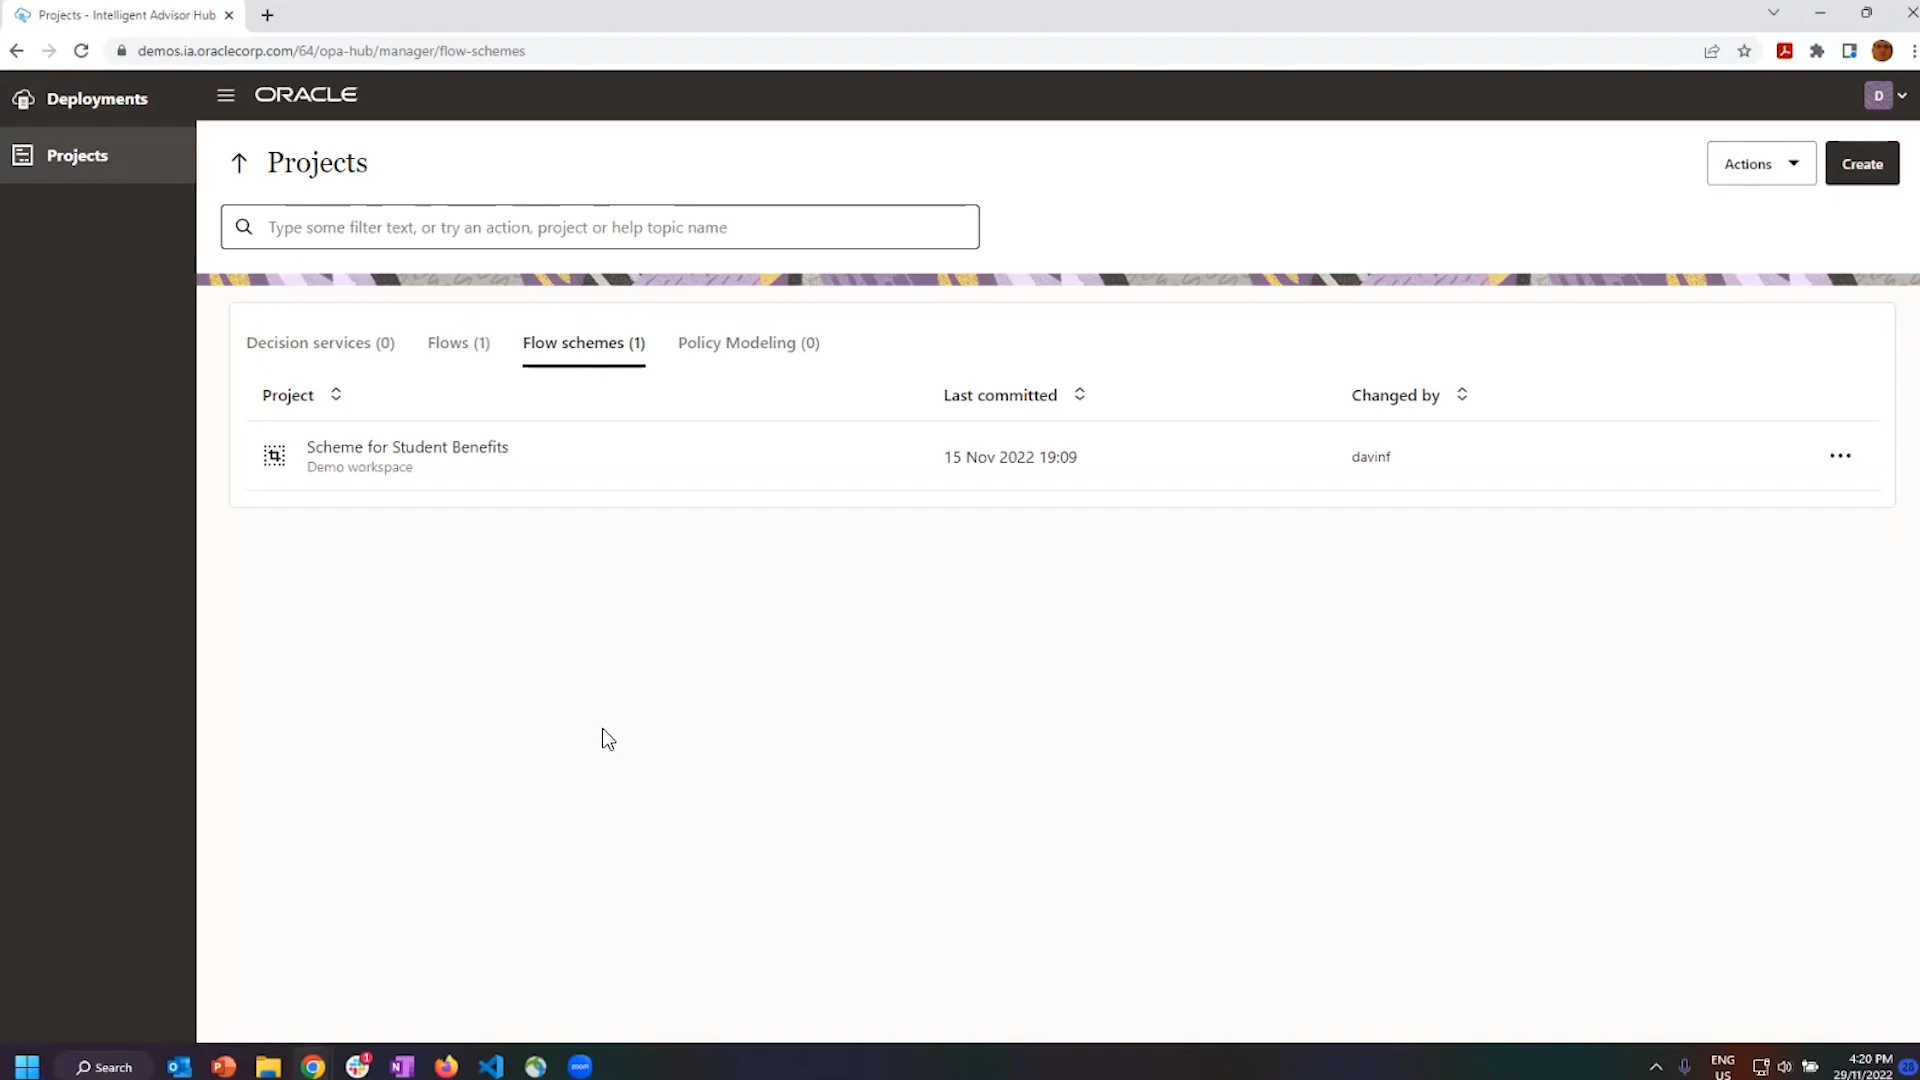 Projects - Intelligent Advisor Hub
demos.ia.oraclecorp.com/64/opa-hub/manager/flow-schemes
Deployments
ORACLE
D
Projects
Projects
Actions
Create
Type some filter text, or try an action, project or help topic name
Decision services (0)
Flows (1)
Flow schemes (1)
Policy Modeling (0)
Project
Last committed
Changed by
Scheme for Student Benefits
Demo workspace
15 Nov 2022 19:09
davinf
Search
1
zoom
ENG
US
4:20 PM
29/11/2022
28